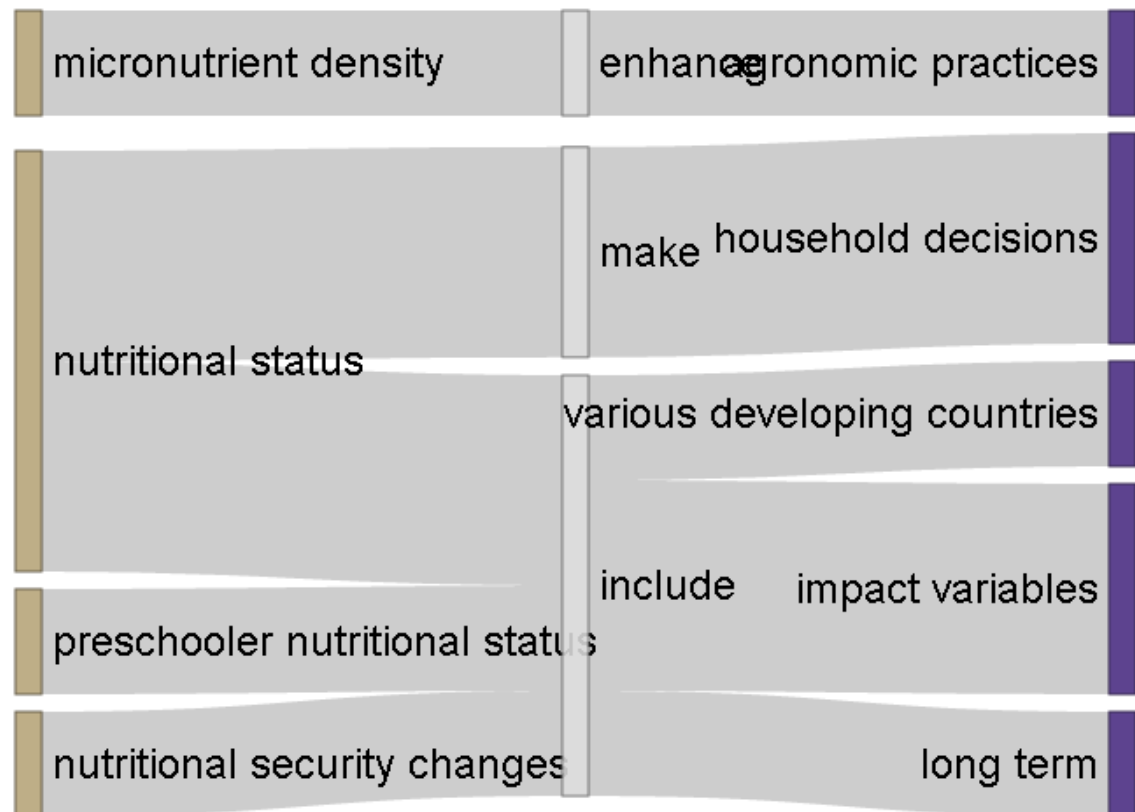 micronutrient density
enhance
agronomic practices
nutritional status
make
household decisions
various developing countries
include
impact variables
preschooler nutritional status
nutritional security changes
long term